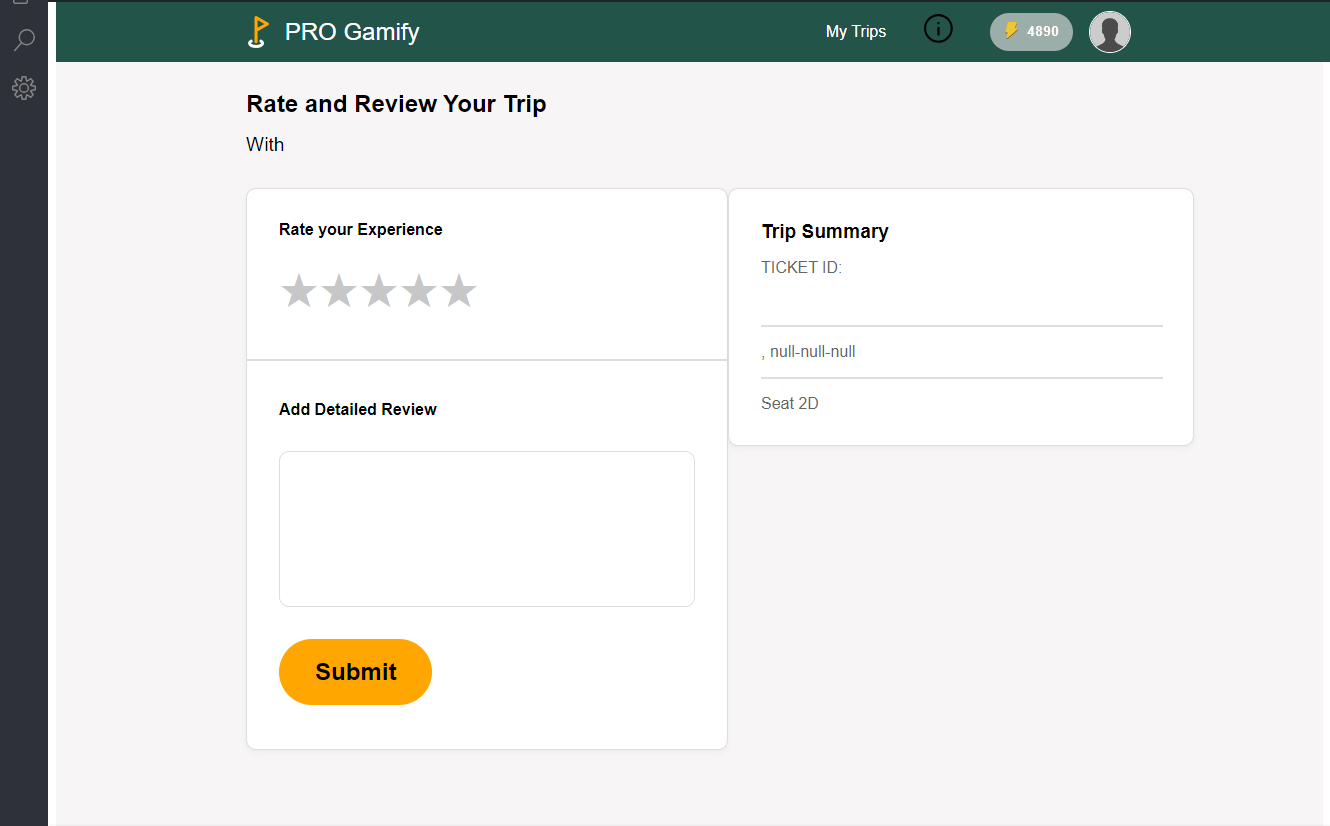 PRO Gamify
My Trips
4890
Rate and Review Your Trip
With
Rate your Experience
Add Detailed Review
Submit
Trip Summary
TICKET ID:
, null-null-null
Seat 2D